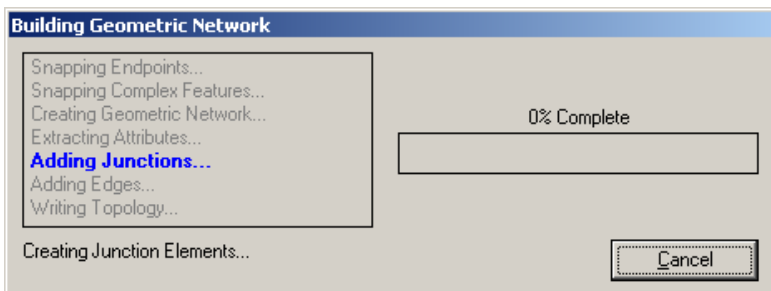 Building Geometric Network
Snapping Endpoints...
Snapping Complex Features...
Creating Geometric Network...
Extracting Attributes...
Adding Junctions...
Adding Edges...
Writing Topology...
0% Complete
Creating Junction Elements...
Cancel